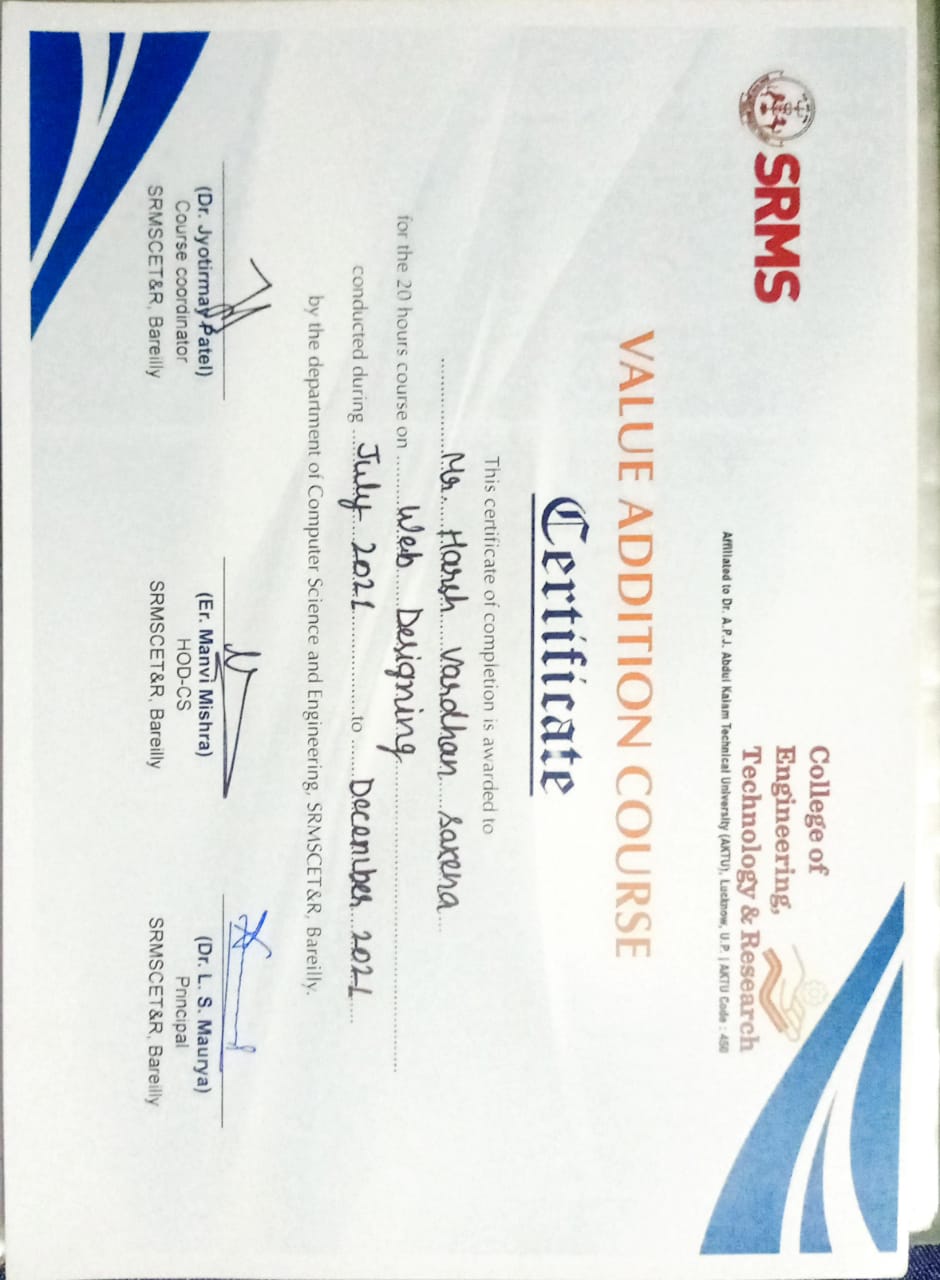 SRMS
College of
Engineering,
Technology & Research
Affiliated to Dr. A.P.J. Abdul Kalam Technical University (AKTU), Lucknow, U.P. | AKTU Code : 450
VALUE ADDITION COURSE
Certificate
This certificate of completion is awarded to
Mr. Harsh Vardhan Saxena
for the 20 hours course on Web Designing
conducted during July 2021 to December 2021
by the department of Computer Science and Engineering, SRMSCET&R, Bareilly.
(Dr. Jyotirmay Patel) (Er. Manvi Mishra) (Dr. L. S. Maurya)
Course coordinator HOD-CS Principal
SRMSCET&R, Bareilly SRMSCET&R, Bareilly SRMSCET&R, Bareilly